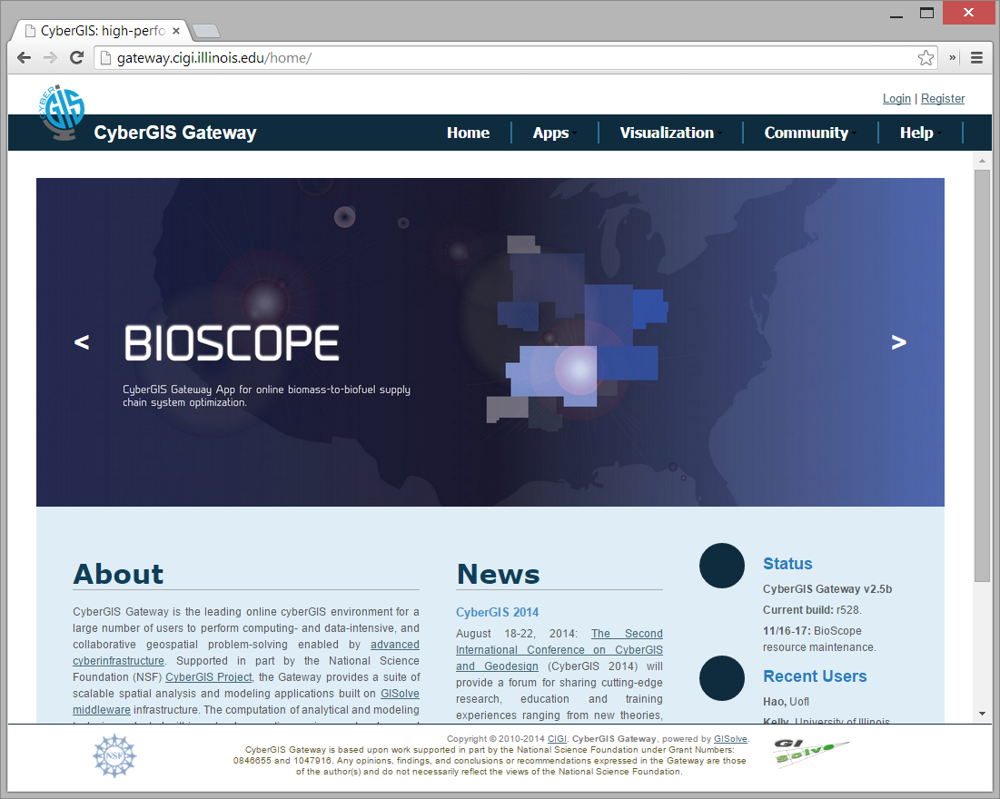 CyberGIS: high-perfo
gateway.cigi.illinois.edu/home/
CYBER
GIS
Login | Register
CyberGIS Gateway
Home
Apps
Visualization
Community
Help
<
BIOSCOPE
>
CyberGIS Gateway App for online biomass-to-biofuel supply
chain system optimization.
About
CyberGIS Gateway is the leading online cyberGIS environment for a
large number of users to perform computing- and data-intensive, and
collaborative geospatial problem-solving enabled by advanced
cyberinfrastructure. Supported in part by the National Science
Foundation (NSF) CyberGIS Project, the Gateway provides a suite of
scalable spatial analysis and modeling applications built on GISolve
middleware infrastructure. The computation of analytical and modeling
News
CyberGIS 2014
August 18-22, 2014: The Second
International Conference on CyberGIS
and Geodesign (CyberGIS 2014) will
provide a forum for sharing cutting-edge
research, education and training
experiences ranging from new theories,
Status
CyberGIS Gateway v2.5b
Current build: r528.
11/16-17: BioScope
resource maintenance.
Recent Users
Hao, UofI
Kelly, University of Illinois
NSF
Copyright © 2010-2014 CIGI. CyberGIS Gateway, powered by GISolve.
CyberGIS Gateway is based upon work supported in part by the National Science Foundation under Grant Numbers:
0846655 and 1047916. Any opinions, findings, and conclusions or recommendations expressed in the Gateway are those
of the author(s) and do not necessarily reflect the views of the National Science Foundation.
GI
Solve